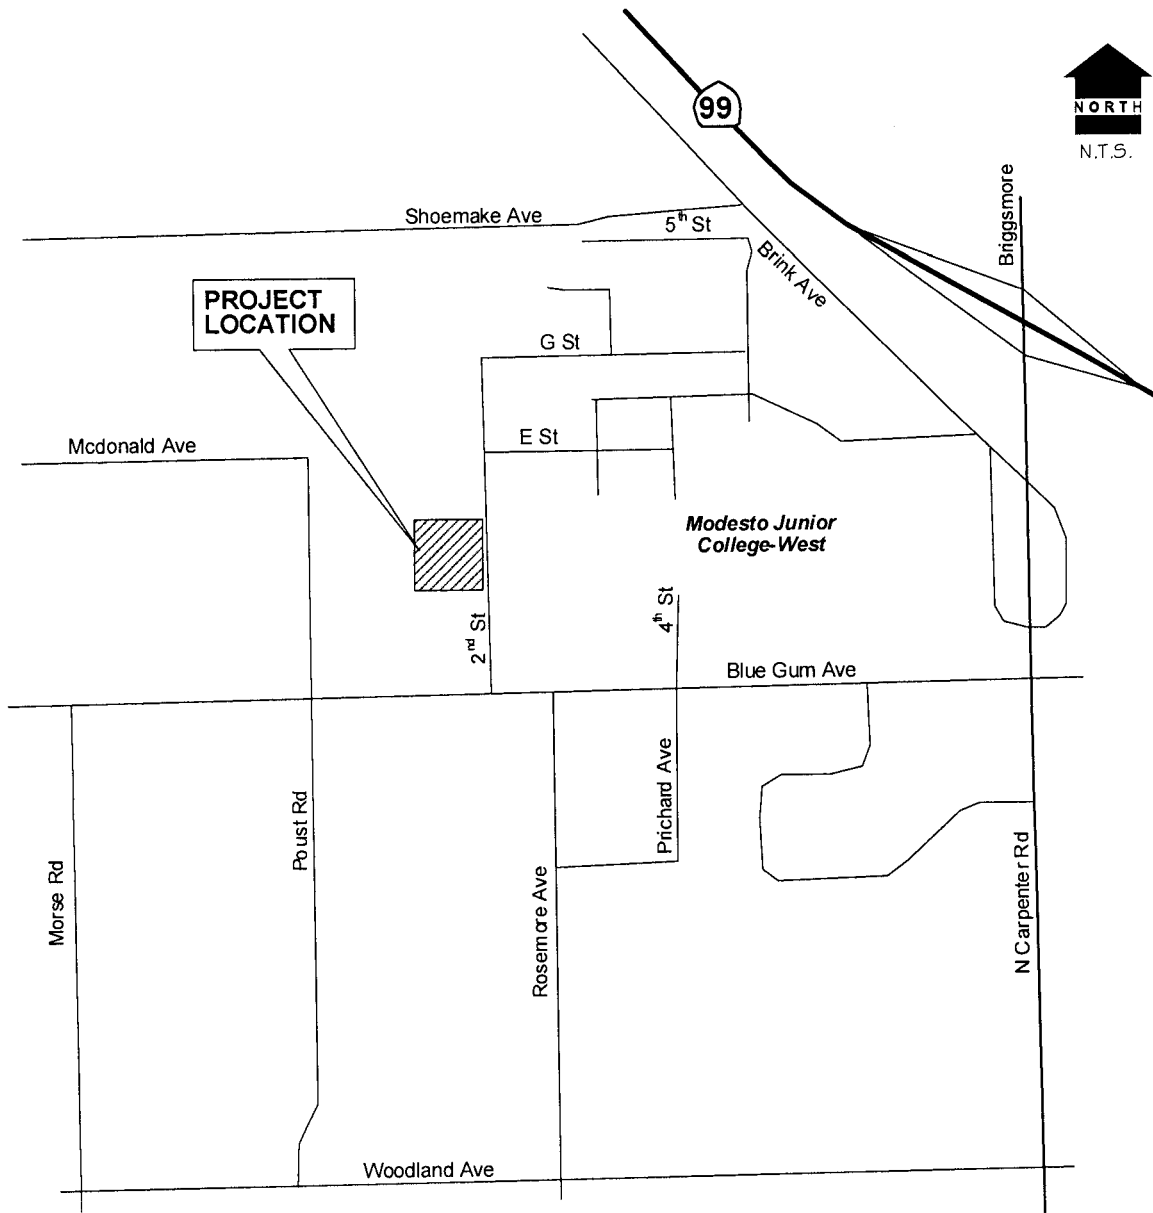 99
NORTH
N.T.S.
Shoemake Ave
5th St
Briggsmore
Brink Ave
PROJECT
LOCATION
G St
E St
Mcdonald Ave
Modesto Junior
College-West
2nd St
4th St
Blue Gum Ave
Prichard Ave
Poust Rd
Morse Rd
Rosemore Ave
N Carpenter Rd
Woodland Ave